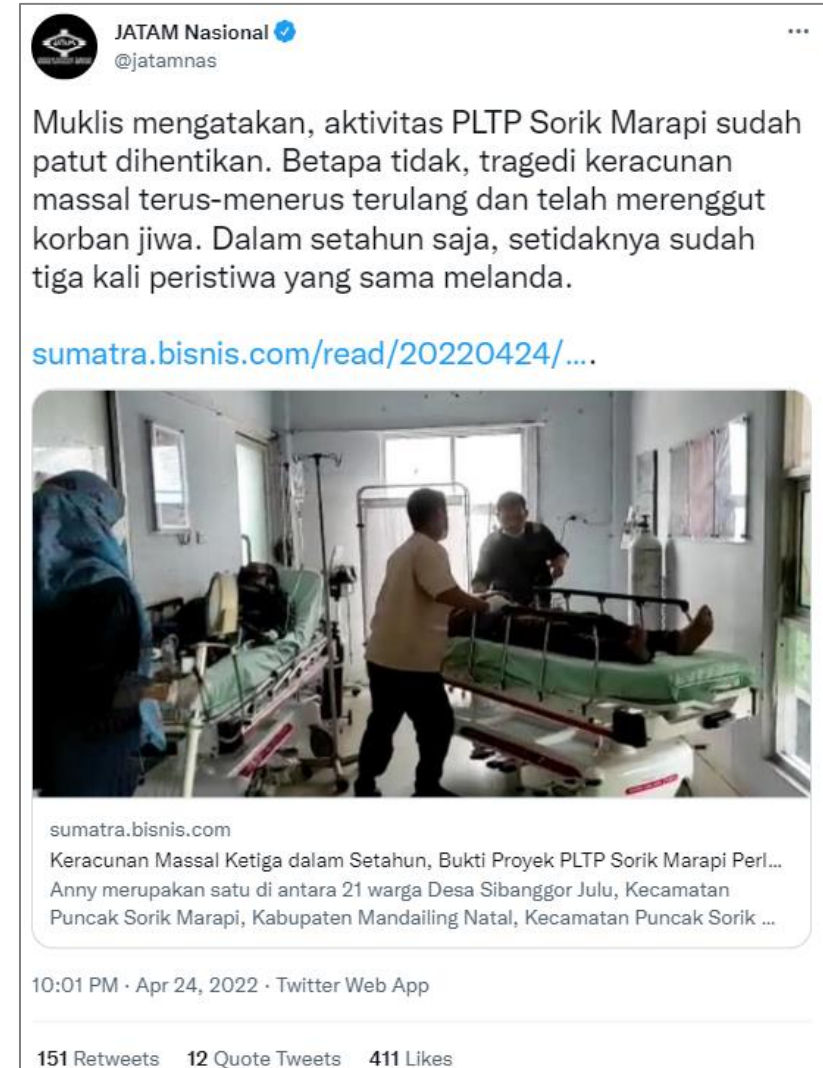 JATAM Nasional
@jatamnas
Muklis mengatakan, aktivitas PLTP Sorik Marapi sudah
patut dihentikan. Betapa tidak, tragedi keracunan
massal terus-menerus terulang dan telah merenggut
korban jiwa. Dalam setahun saja, setidaknya sudah
tiga kali peristiwa yang sama melanda.
sumatra.bisnis.com/read/20220424/....
sumatra.bisnis.com
Keracunan Massal Ketiga dalam Setahun, Bukti Proyek PLTP Sorik Marapi Perl...
Anny merupakan satu di antara 21 warga Desa Sibanggor Julu, Kecamatan
Puncak Sorik Marapi, Kabupaten Mandailing Natal, Kecamatan Puncak Sorik ...
10:01 PM · Apr 24, 2022 · Twitter Web App
151 Retweets 12 Quote Tweets 411 Likes